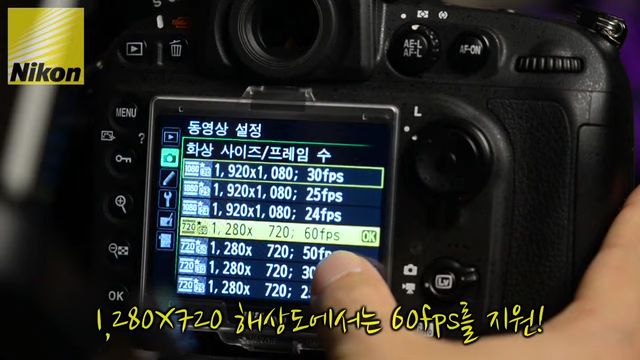 Nikon
AE-L
AF-L
AF-ON
MENU
L
?
동영상 설정
화상 사이즈/프레임 수
1,920x1,080; 30fps
1,920x1,080; 25fps
1,920x1,080; 24fps
1,280x 720; 60fps OK
1,280x 720; 50fps
1,280x 720; 30
1,280x 720; 2
OK
Lv
1,280X720 해상도에서는 60fps를 지원!